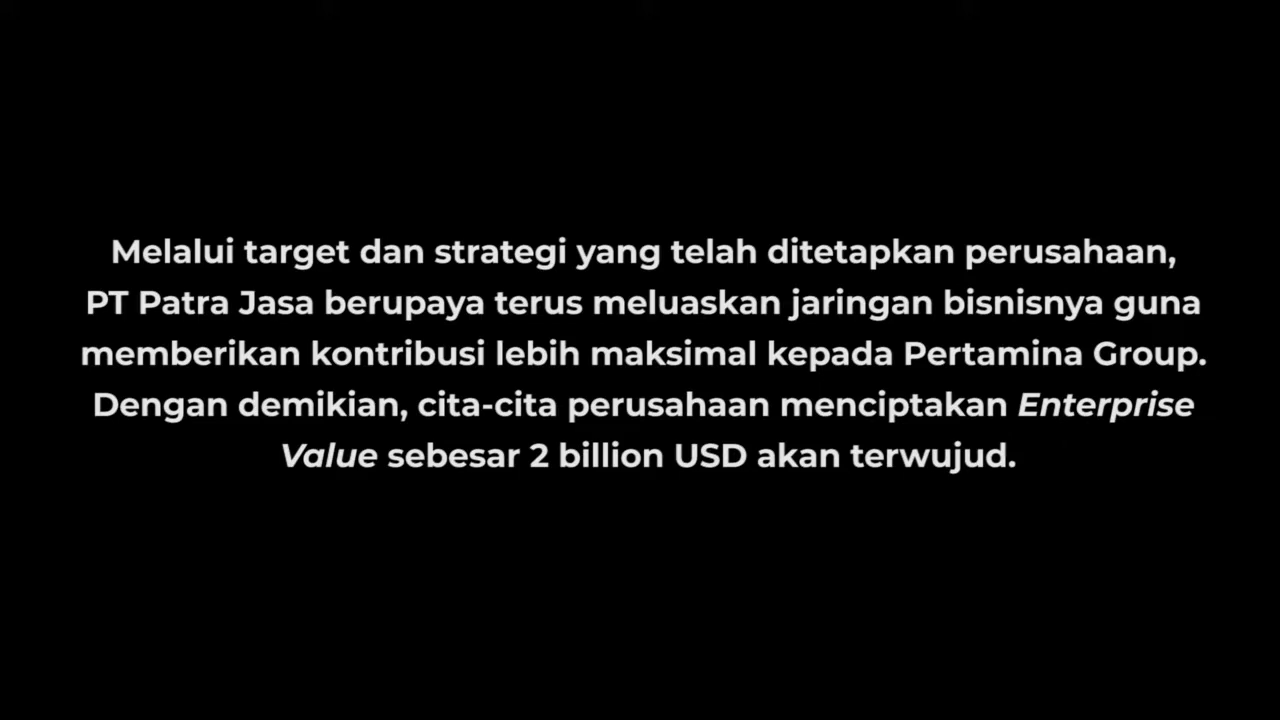 Melalui target dan strategi yang telah ditetapkan perusahaan,
PT Patra Jasa berupaya terus meluaskan jaringan bisnisnya guna
memberikan kontribusi lebih maksimal kepada Pertamina Group.
Dengan demikian, cita-cita perusahaan menciptakan Enterprise
Value sebesar 2 billion USD akan terwujud.